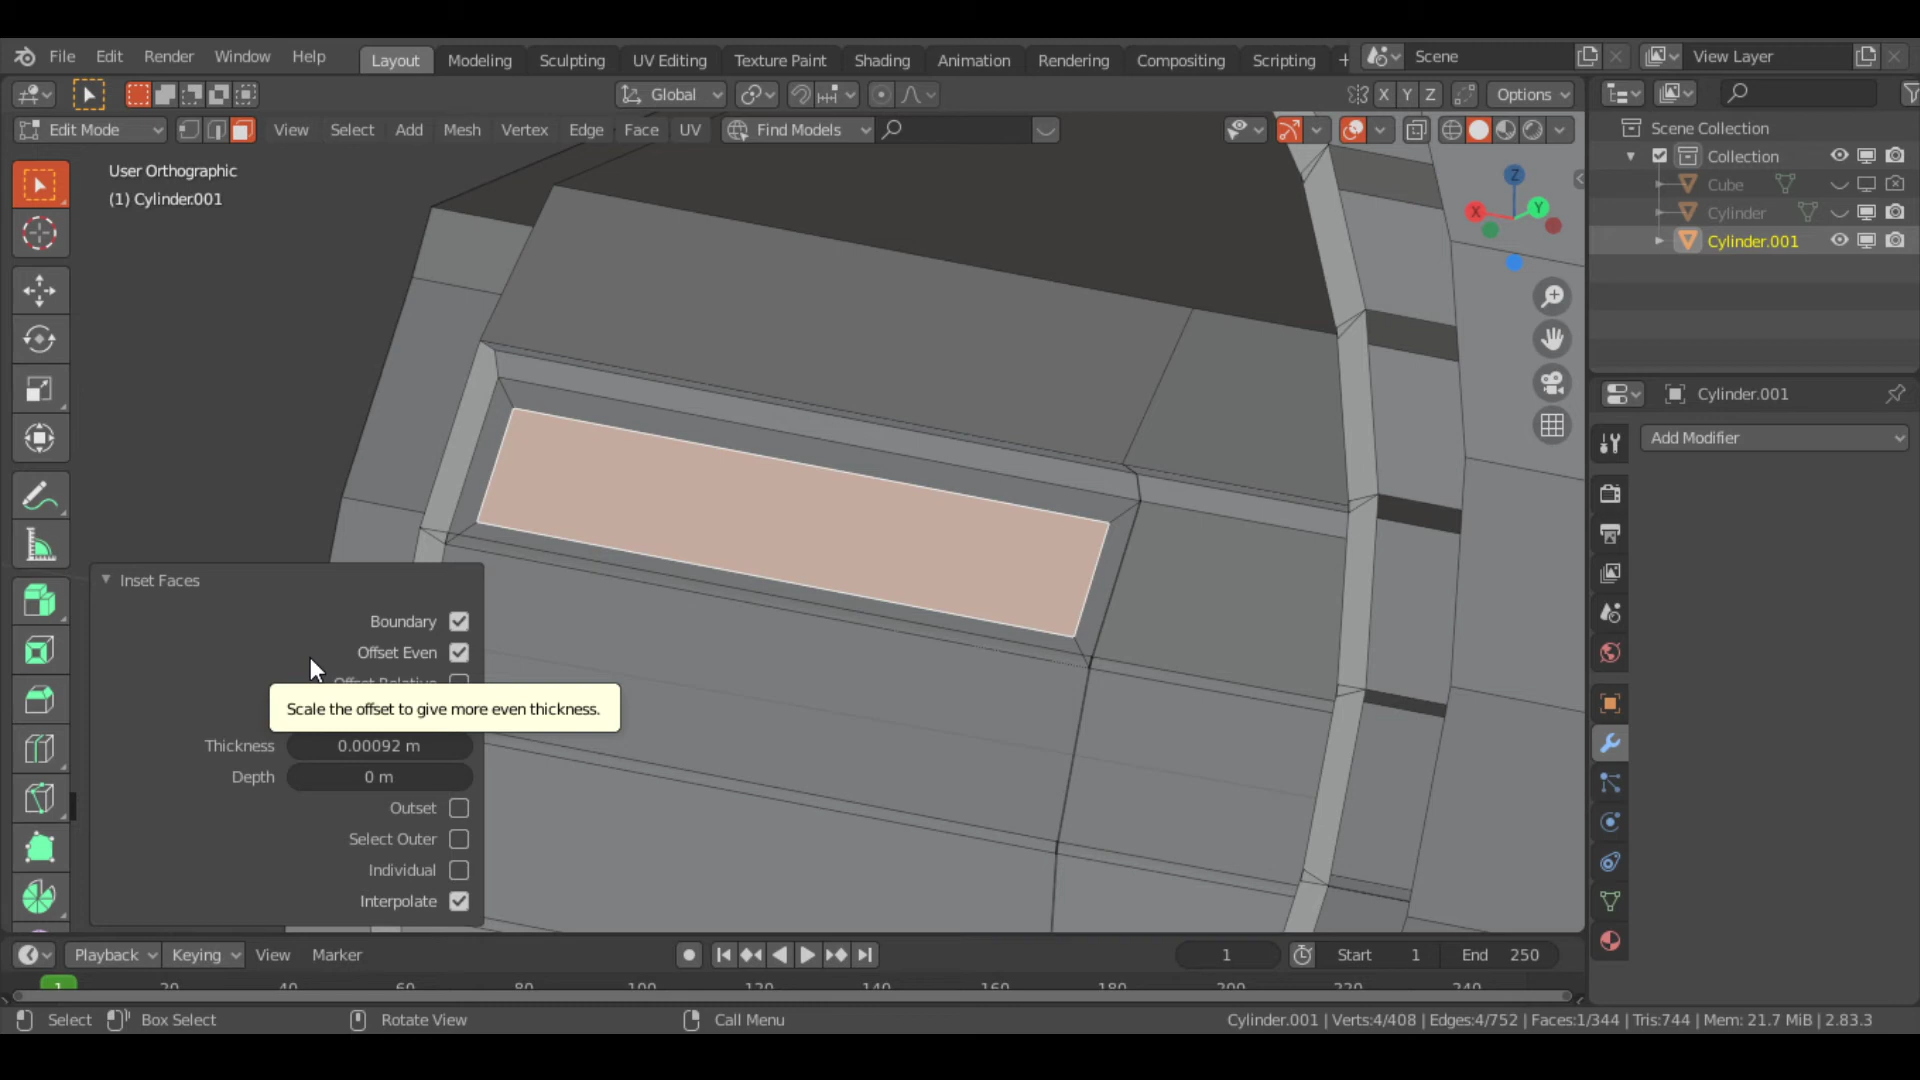 File Edit Render Window Help Layout Modeling Sculpting UV Editing Texture Paint Shading Animation Rendering Compositing Scripting + Scene View Layer
Global X Y Z Options
Edit Mode View Select Add Mesh Vertex Edge Face UV Find Models
Scene Collection
Collection
Cube
Cylinder
Cylinder.001
User Orthographic
(1) Cylinder.001
Z
X
Y
Cylinder.001
Add Modifier
Inset Faces
Boundary
Offset Even
Offset Relative
Scale the offset to give more even thickness.
Thickness 0.00092 m
Depth 0 m
Outset
Select Outer
Individual
Interpolate
Playback Keying View Marker 1 Start 1 End 250
1 20 40 60 80 100 120 140 160 180 200 220 240
Select Box Select Rotate View Call Menu Cylinder.001 | Verts:4/408 | Edges:4/752 | Faces:1/344 | Tris:744 | Mem: 21.7 MiB | 2.83.3